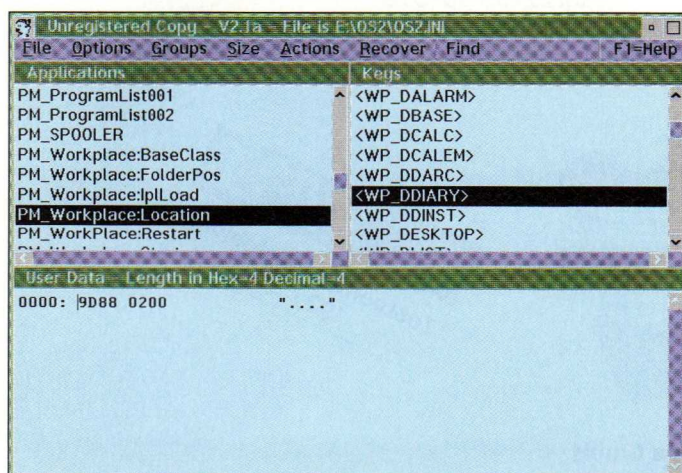 Unregistered Copy V2.1a - File is E:\OS2\OS2.INI
File Options Groups Size Actions Recover Find F1=Help
Applications
PM_ProgramList001
PM_ProgramList002
PM_SPOOLER
PM_Workplace:BaseClass
PM_Workplace:FolderPos
PM_Workplace:IplLoad
PM_Workplace:Location
PM_WorkPlace:Restart
Keys
<WP_DALARM>
<WP_DBASE>
<WP_DCALC>
<WP_DCALEM>
<WP_DDARC>
<WP_DDIARY>
<WP_DDINST>
<WP_DESKTOP>
User Data - Length in Hex=4 Decimal=4
0000: 9D88 0200 "...."